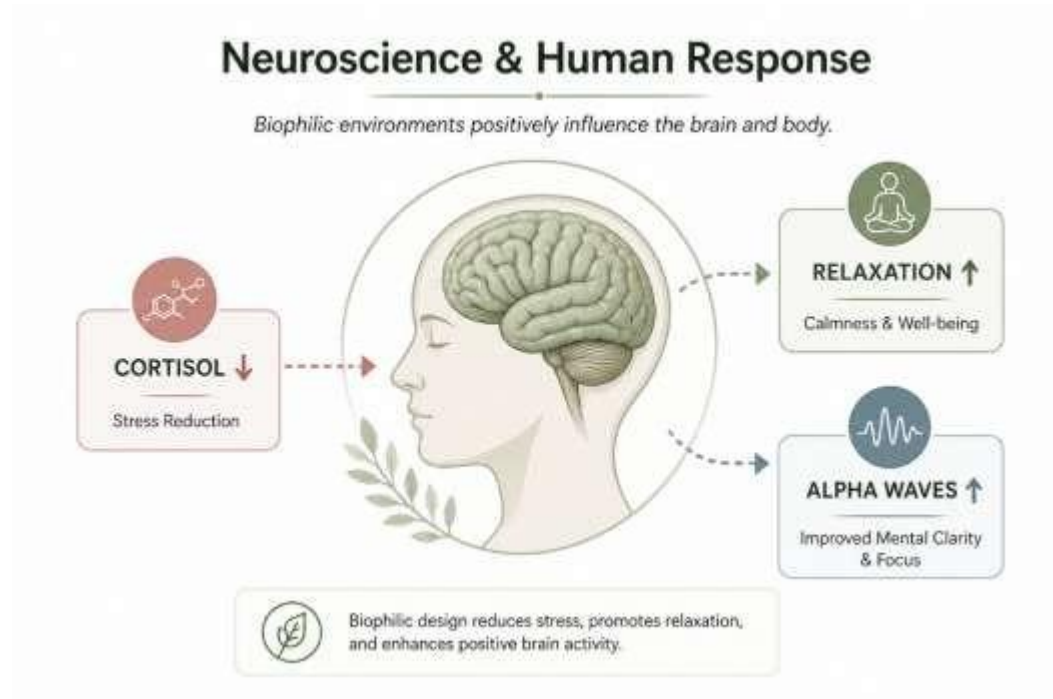 Neuroscience & Human Response
Biophilic environments positively influence the brain and body.
CORTISOL ↓
Stress Reduction
RELAXATION ↑
Calmness & Well-being
ALPHA WAVES ↑
Improved Mental Clarity
& Focus
Biophilic design reduces stress, promotes relaxation,
and enhances positive brain activity.